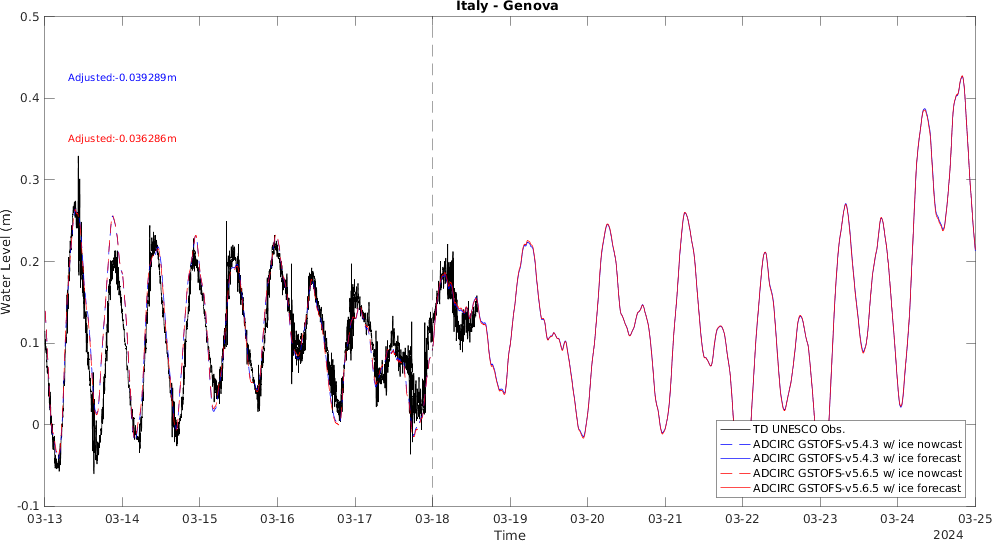 Italy - Genova
Water Level (m)
0.5
0.4
0.3
0.2
0.1
0
-0.1
Adjusted:-0.039289m
Adjusted:-0.036286m
TD UNESCO Obs.
ADCIRC GSTOFS-v5.4.3 w/ ice nowcast
ADCIRC GSTOFS-v5.4.3 w/ ice forecast
ADCIRC GSTOFS-v5.6.5 w/ ice nowcast
ADCIRC GSTOFS-v5.6.5 w/ ice forecast
03-13 03-14 03-15 03-16 03-17 03-18 03-19 03-20 03-21 03-22 03-23 03-24 03-25
Time
2024